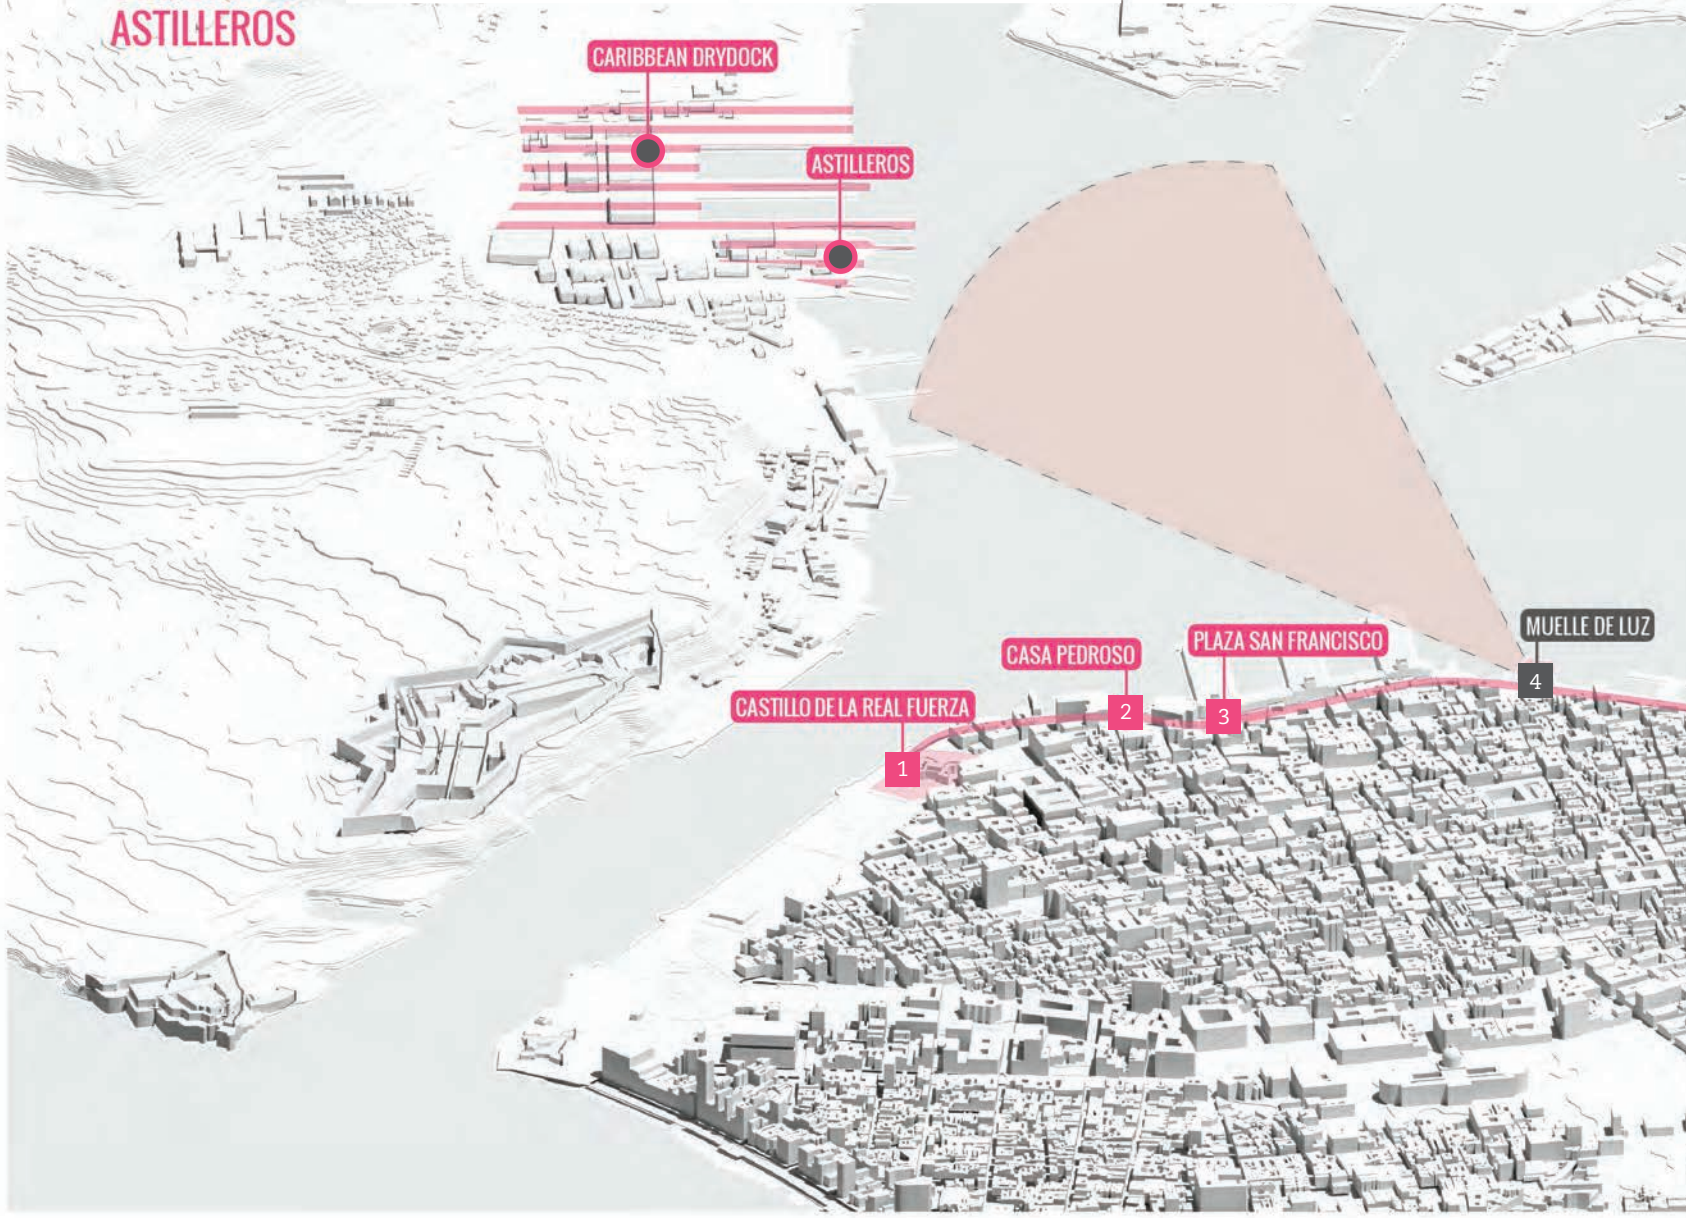 ASTILLEROS
CARIBBEAN DRYDOCK
ASTILLEROS
MUELLE DE LUZ
PLAZA SAN FRANCISCO
CASA PEDROSO
4
CASTILLO DE LA REAL FUERZA
2
3
1